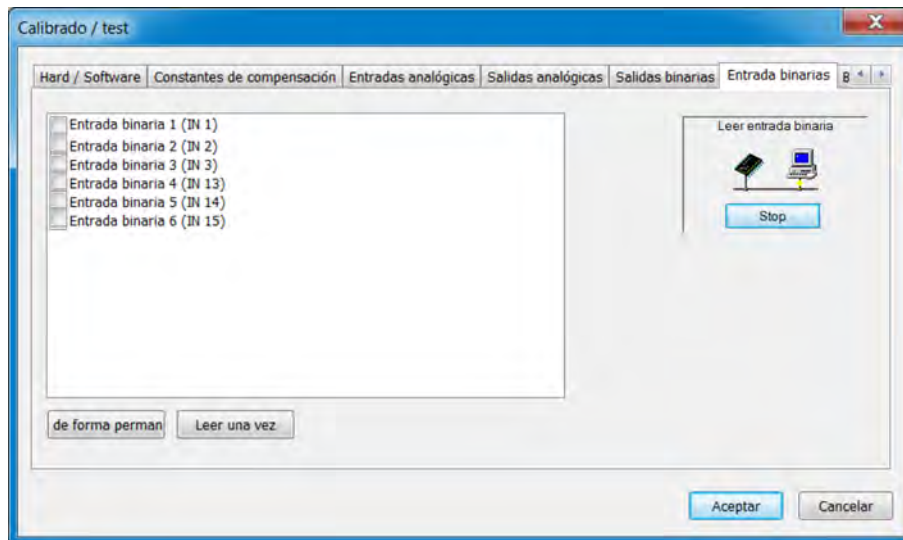 Calibrado / test
Hard / Software
Constantes de compensación
Entradas analógicas
Salidas analógicas
Salidas binarias
Entrada binarias
B
Entrada binaria 1 (IN 1)
Entrada binaria 2 (IN 2)
Entrada binaria 3 (IN 3)
Entrada binaria 4 (IN 13)
Entrada binaria 5 (IN 14)
Entrada binaria 6 (IN 15)
Leer entrada binaria
Stop
de forma perman
Leer una vez
Aceptar
Cancelar